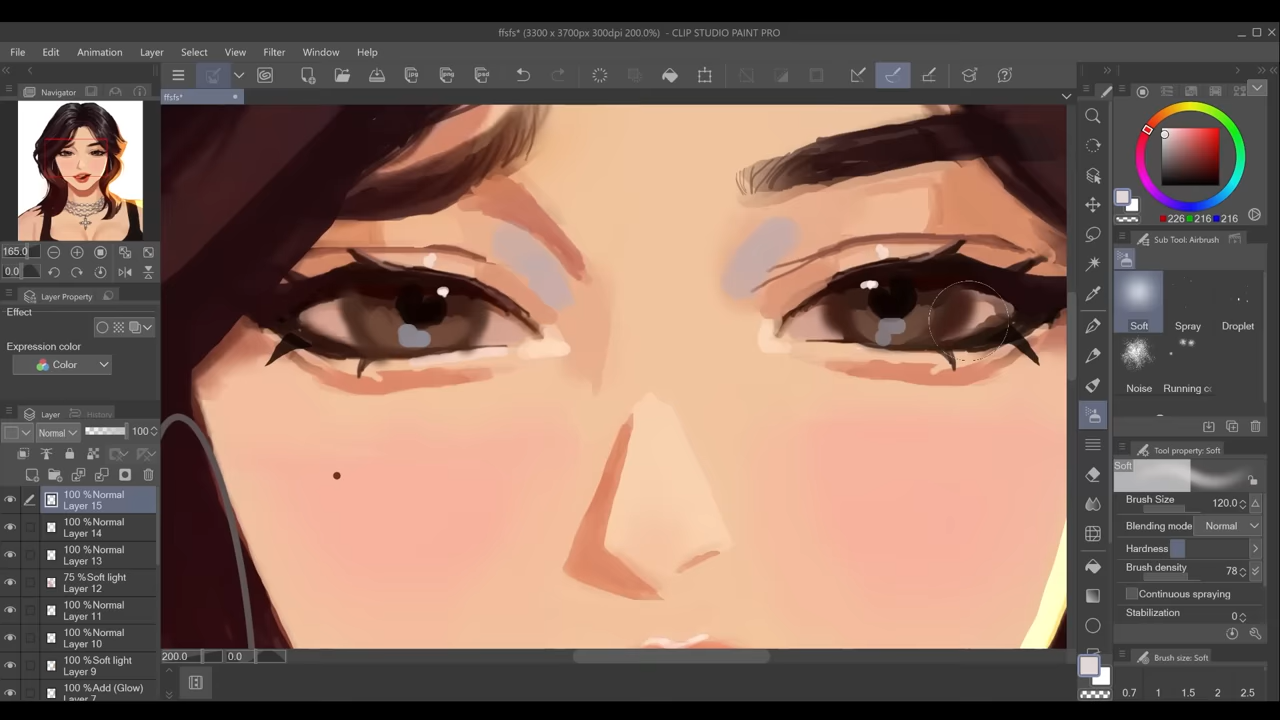 ffsfs* (3300 x 3700px 300dpi 200.0%) - CLIP STUDIO PAINT PRO
File Edit Animation Layer Select View Filter Window Help
ffsfs*
Navigator
165.0
0.0
Layer Property
Effect
Expression color
Color
Layer History
Normal 100
100 %Normal
Layer 15
100 %Normal
Layer 14
100 %Normal
Layer 13
75 %Soft light
Layer 12
100 %Normal
Layer 11
100 %Normal
Layer 10
100 %Soft light
Layer 9
100 %Add (Glow)
Layer 7
200.0 0.0
226 216 216
Sub Tool: Airbrush
Soft Spray Droplet
Noise Running c
Tool property: Soft
Soft
Brush Size 120.0
Blending mode Normal
Hardness
Brush density 78
Continuous spraying
Stabilization 0
Brush size: Soft
0.7 1 1.5 2 2.5